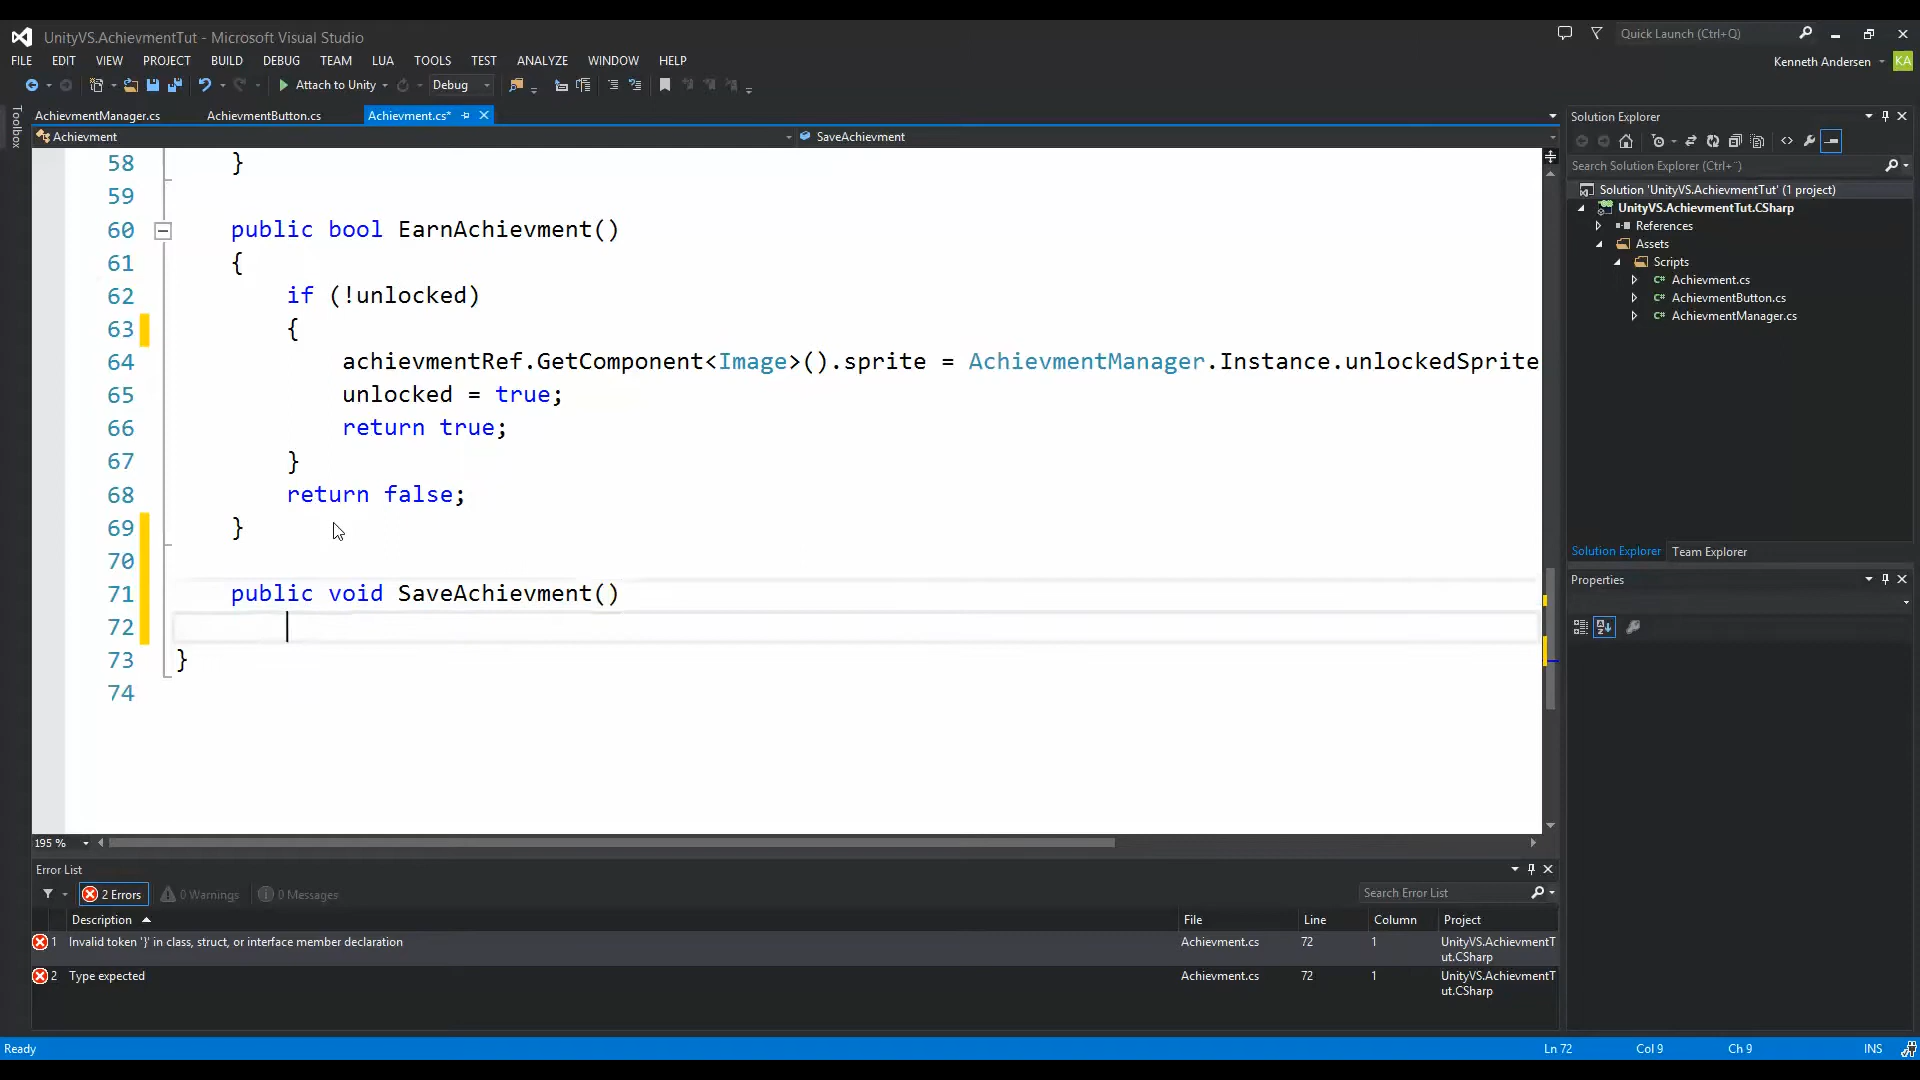 UnityVS.AchievmentTut - Microsoft Visual Studio
Quick Launch (Ctrl+Q)
FILE EDIT VIEW PROJECT BUILD DEBUG TEAM LUA TOOLS TEST ANALYZE WINDOW HELP
Kenneth Andersen KA
Attach to Unity Debug
AchievmentManager.cs AchievmentButton.cs Achievment.cs*
Achievment SaveAchievment
Toolbox
58 }
59
60 public bool EarnAchievment()
61 {
62 if (!unlocked)
63 {
64 achievmentRef.GetComponent<Image>().sprite = AchievmentManager.Instance.unlockedSprite
65 unlocked = true;
66 return true;
67 }
68 return false;
69 }
70
71 public void SaveAchievment()
72
73 }
74
195 %
Solution Explorer
Search Solution Explorer (Ctrl+¨)
Solution 'UnityVS.AchievmentTut' (1 project)
UnityVS.AchievmentTut.CSharp
References
Assets
Scripts
C# Achievment.cs
C# AchievmentButton.cs
C# AchievmentManager.cs
Solution Explorer Team Explorer
Properties
Error List
2 Errors 0 Warnings 0 Messages
Search Error List
Description File Line Column Project
1 Invalid token '}' in class, struct, or interface member declaration Achievment.cs 72 1 UnityVS.AchievmentT
ut.CSharp
2 Type expected Achievment.cs 72 1 UnityVS.AchievmentT
ut.CSharp
Ready Ln 72 Col 9 Ch 9 INS